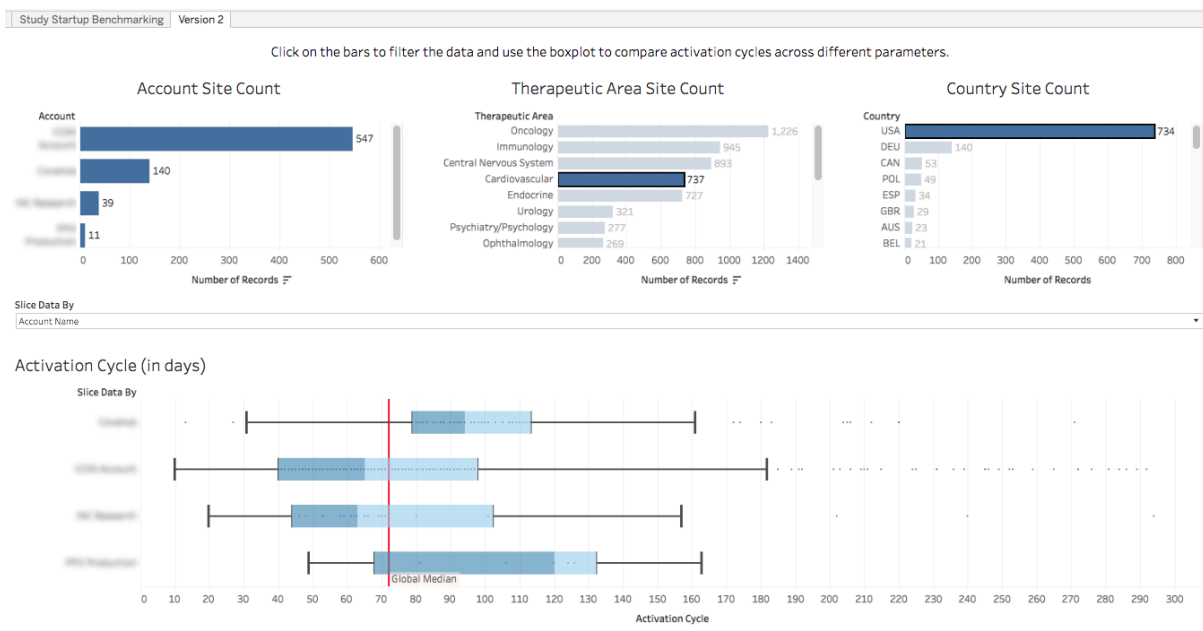 Study Startup Benchmarking Version 2
Click on the bars to filter the data and use the boxplot to compare activation cycles across different parameters.
Account Site Count
Account
547
140
39
11
0 100 200 300 400 500 600
Number of Records
Therapeutic Area Site Count
Therapeutic Area
Oncology 1,226
Immunology 945
Central Nervous System 893
Cardiovascular 737
Endocrine 727
Urology 321
Psychiatry/Psychology 277
Ophthalmology 269
0 200 400 600 800 1000 1200 1400
Number of Records
Country Site Count
Country
USA 734
DEU 140
CAN 53
POL 49
ESP 34
GBR 29
AUS 23
BEL 21
0 100 200 300 400 500 600 700 800
Number of Records
Slice Data By
Account Name
Activation Cycle (in days)
Slice Data By
Global Median
0 10 20 30 40 50 60 70 80 90 100 110 120 130 140 150 160 170 180 190 200 210 220 230 240 250 260 270 280 290 300
Activation Cycle